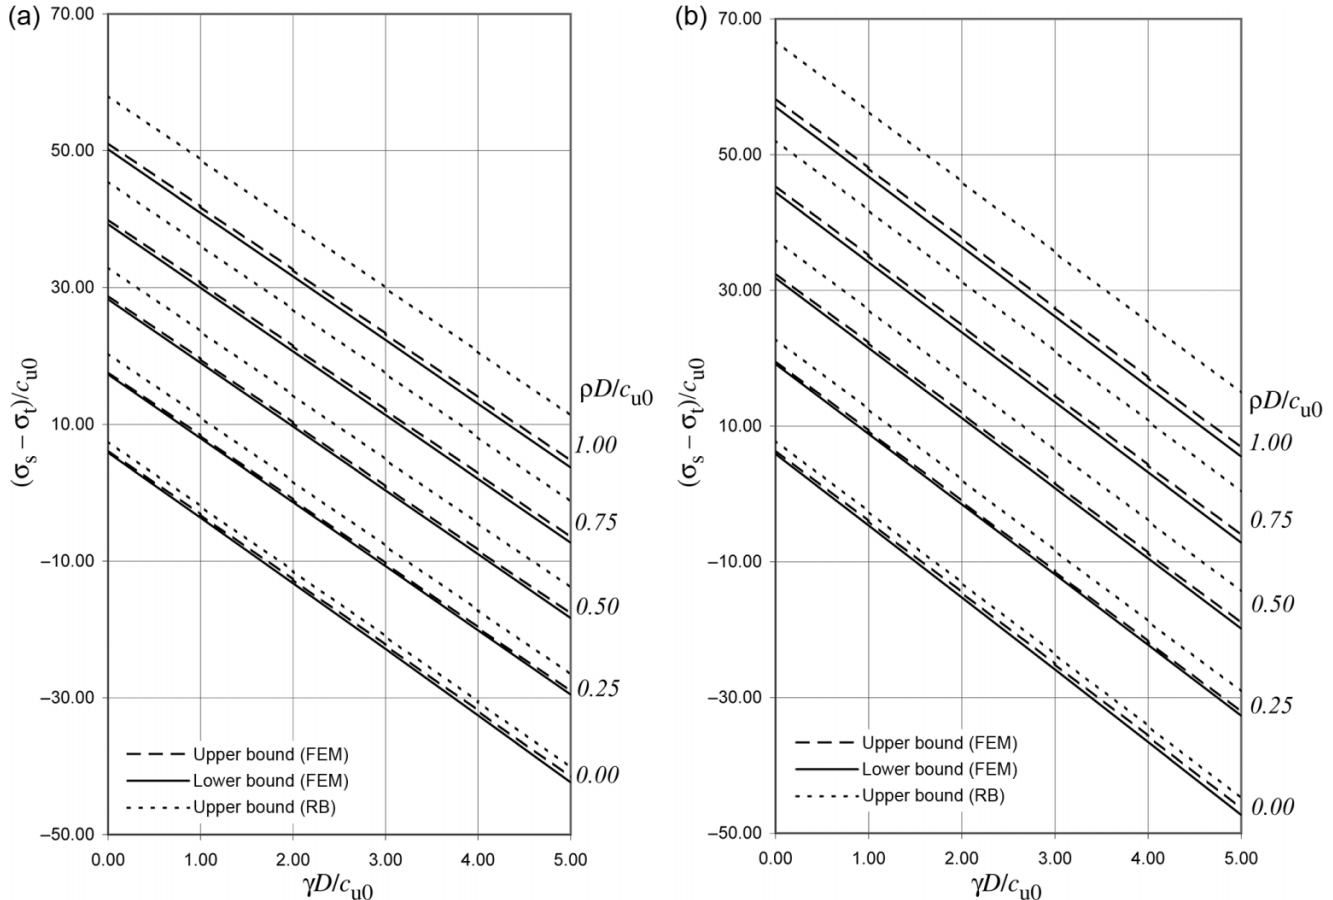 (a)
70.00
50.00
30.00
10.00
–10.00
–30.00
–50.00
(σs – σt)/cu0
ρD/cu0
1.00
0.75
0.50
0.25
0.00
Upper bound (FEM)
Lower bound (FEM)
Upper bound (RB)
0.00 1.00 2.00 3.00 4.00 5.00
γD/cu0
(b)
70.00
50.00
30.00
10.00
–10.00
–30.00
–50.00
(σs – σt)/cu0
ρD/cu0
1.00
0.75
0.50
0.25
0.00
Upper bound (FEM)
Lower bound (FEM)
Upper bound (RB)
0.00 1.00 2.00 3.00 4.00 5.00
γD/cu0